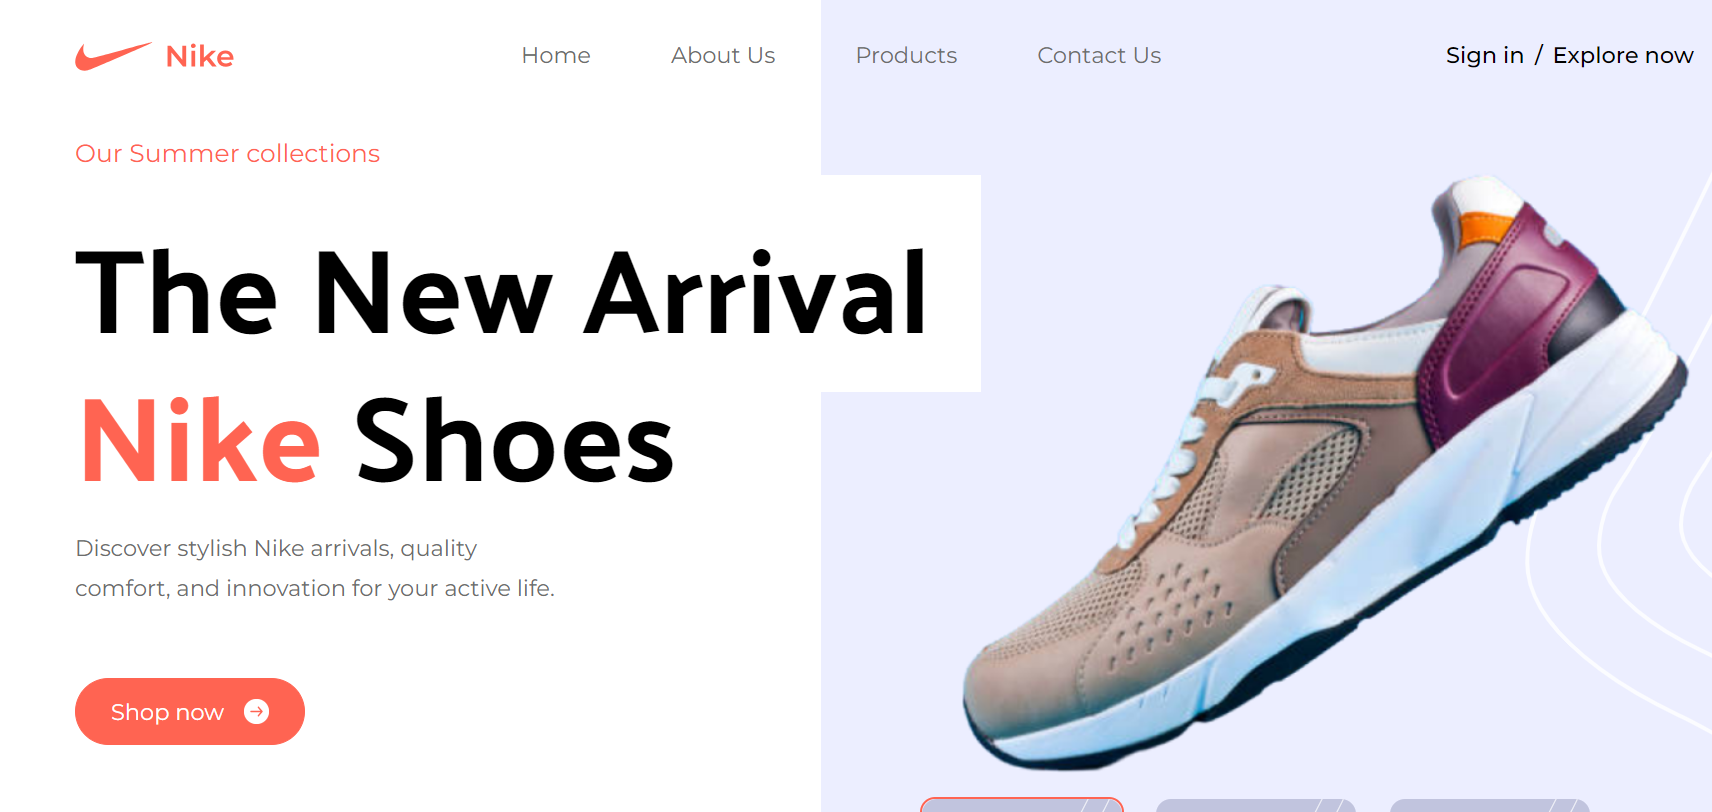 Nike
Home
About Us
Products
Contact Us
Sign in / Explore now
Our Summer collections
The New Arrival
Nike Shoes
Discover stylish Nike arrivals, quality
comfort, and innovation for your active life.
Shop now